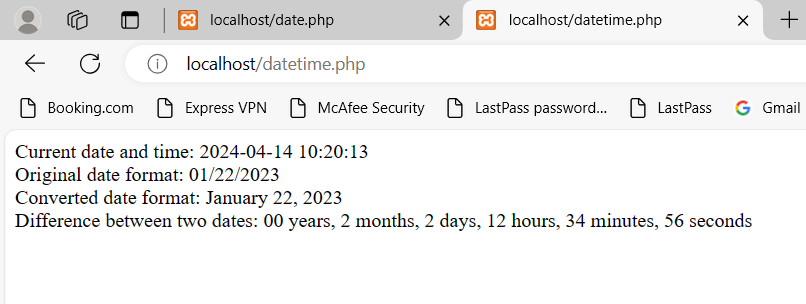 localhost/date.php
localhost/datetime.php
localhost/datetime.php
Booking.com
Express VPN
McAfee Security
LastPass password...
LastPass
Gmail
Current date and time: 2024-04-14 10:20:13
Original date format: 01/22/2023
Converted date format: January 22, 2023
Difference between two dates: 00 years, 2 months, 2 days, 12 hours, 34 minutes, 56 seconds